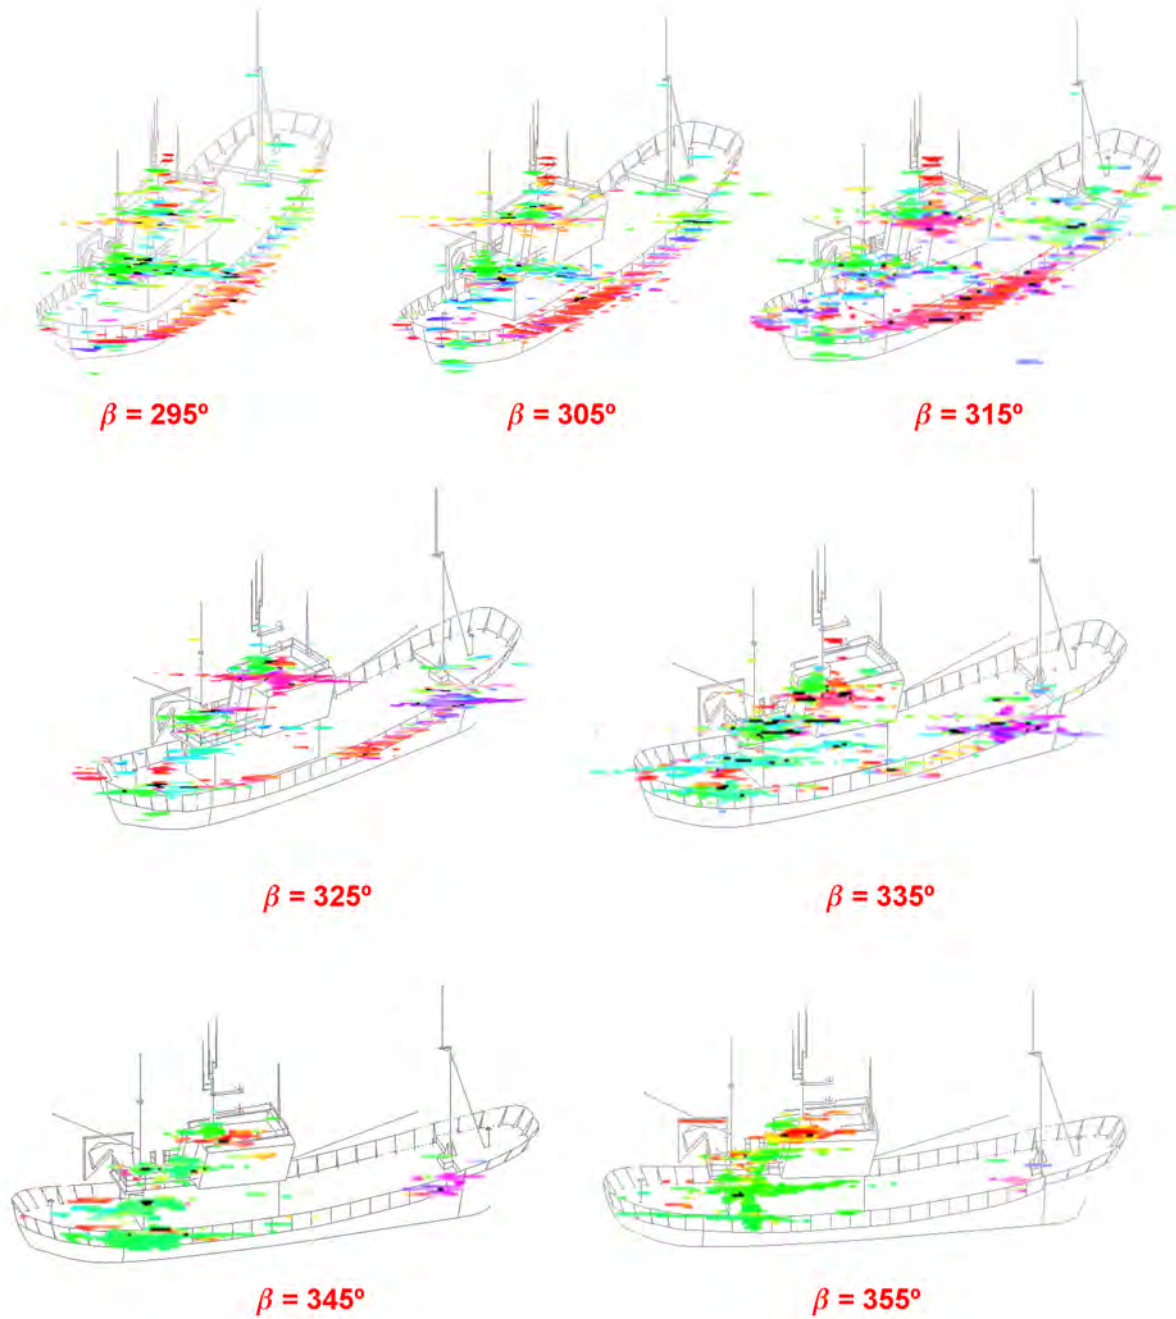 β = 295º
β = 305º
β = 315º
β = 325º
β = 335º
β = 345º
β = 355º